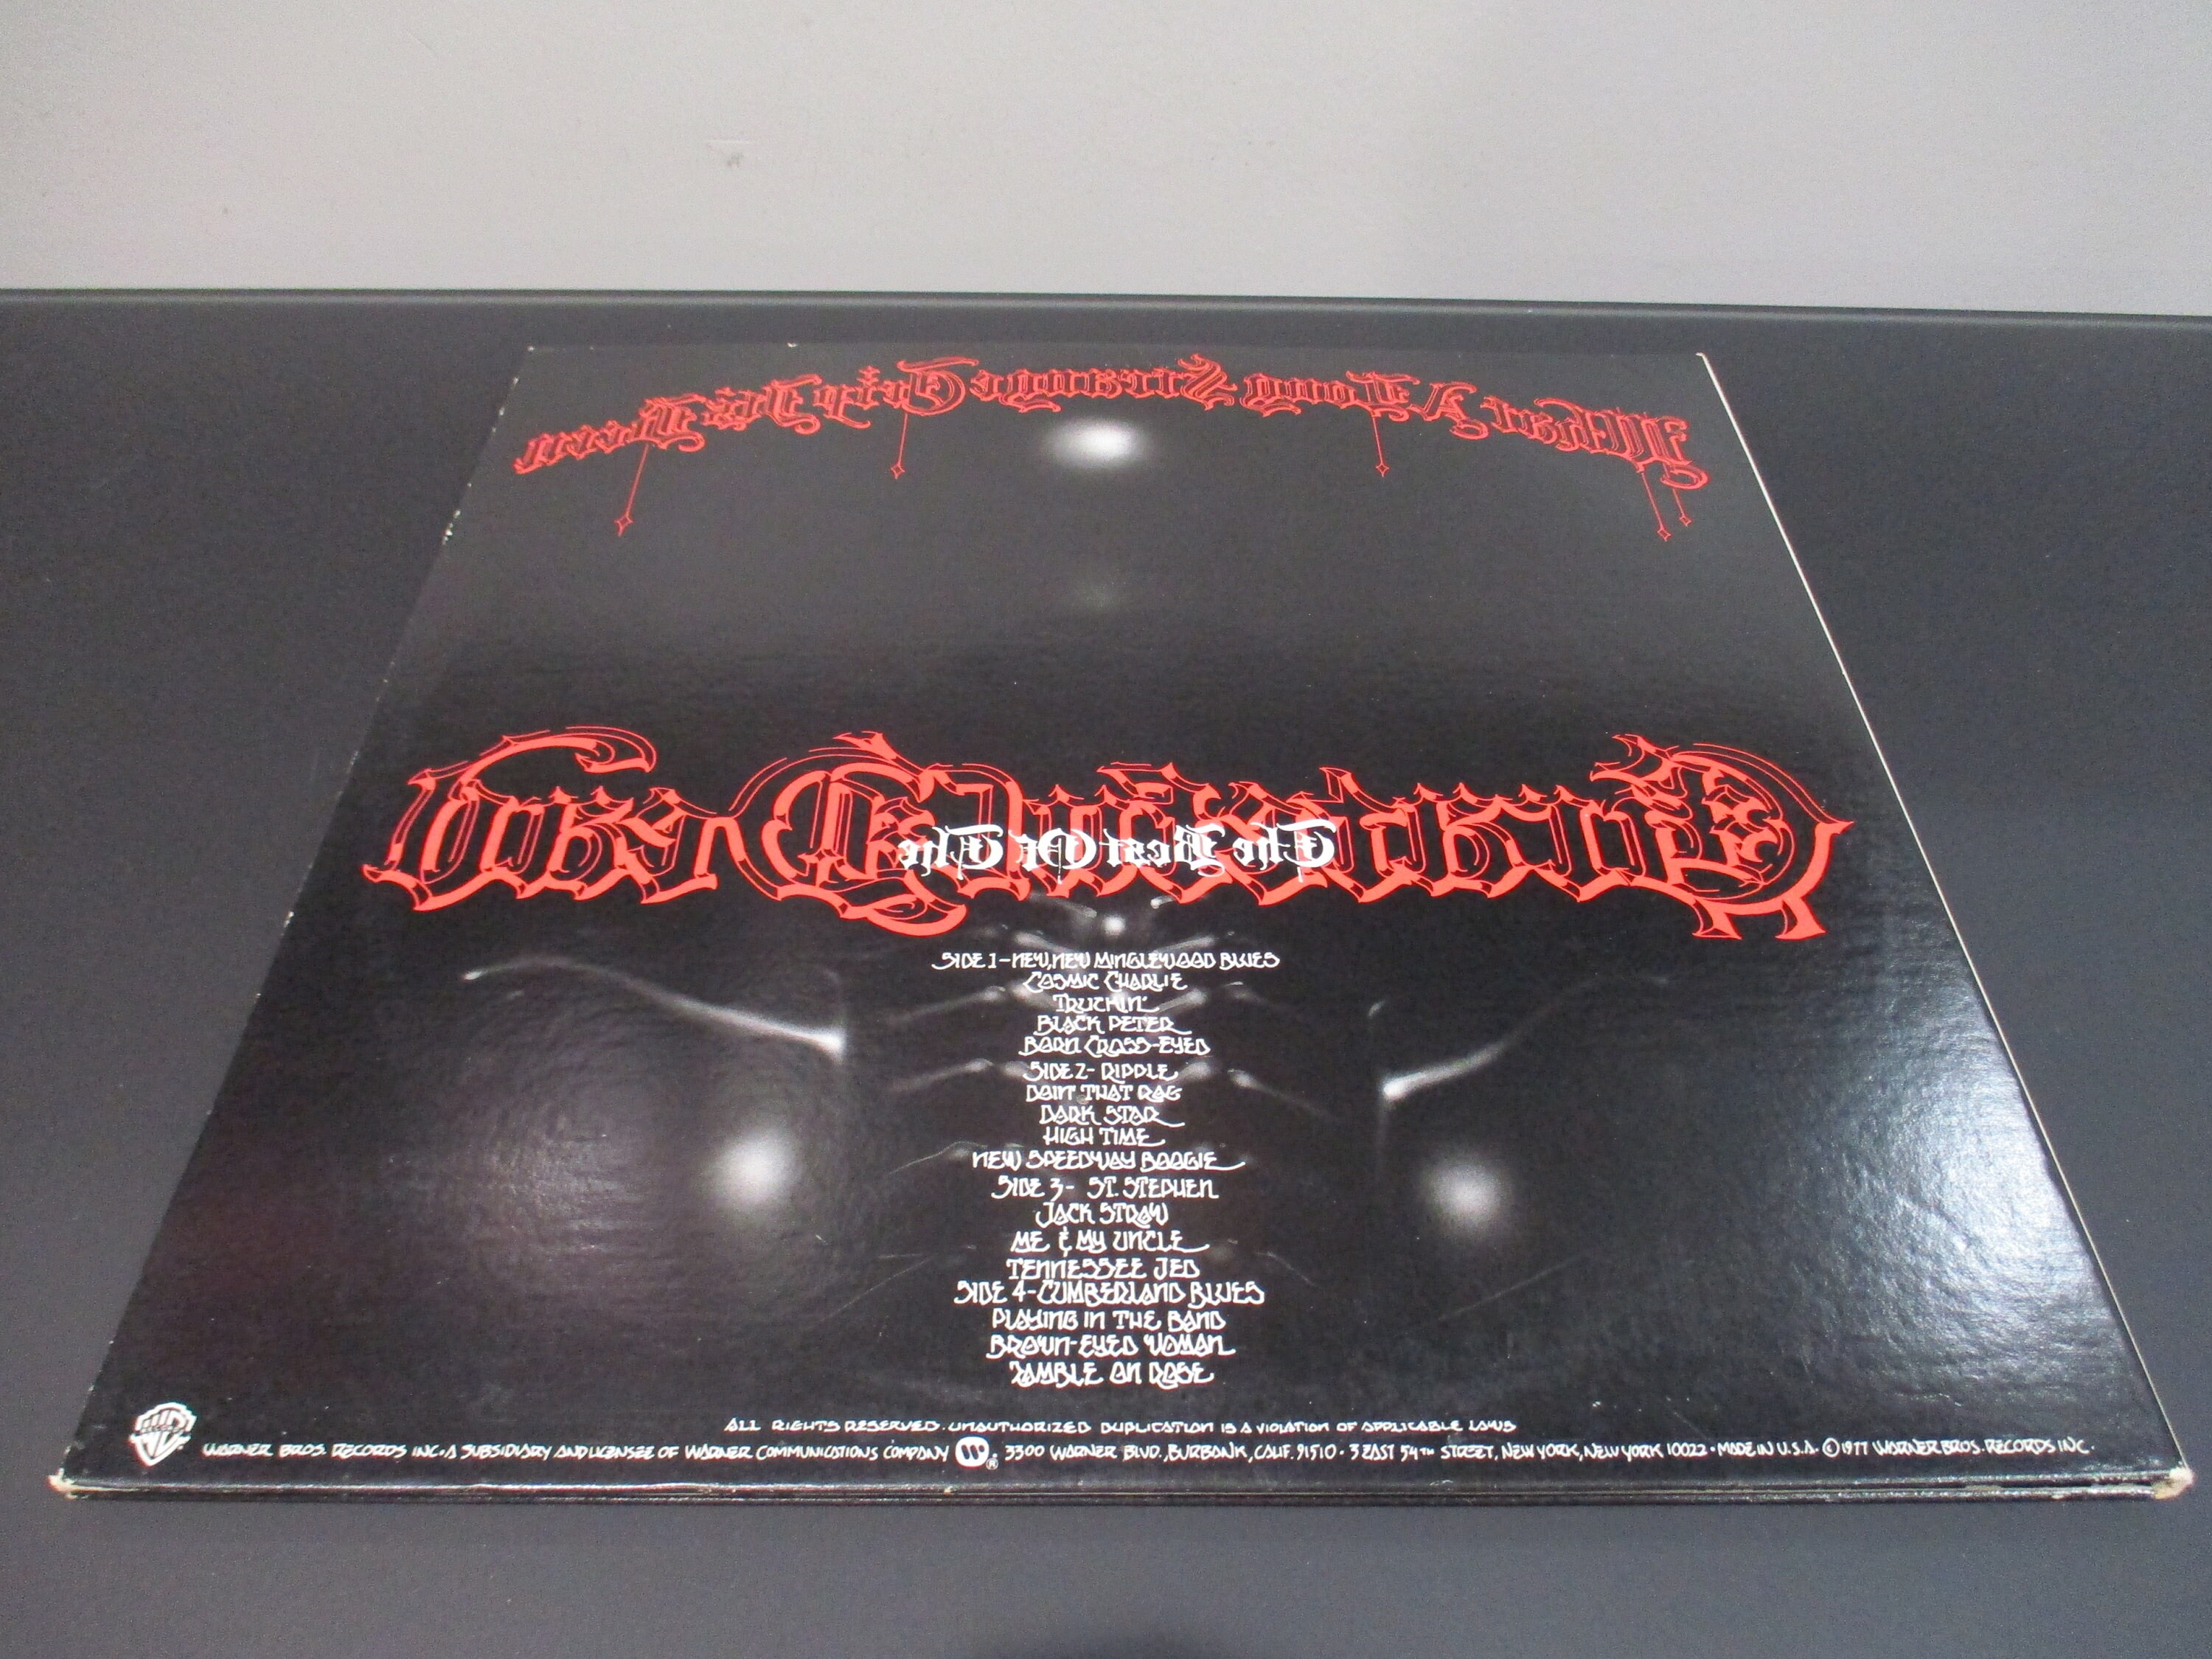 What A Long Strange Trip It's Been
Grateful Dead
The Best Of The
SIDE 1-NEW, NEW MINGLEWOOD BLUES
COSMIC CHARLIE
TRUCKIN'
BLACK PETER
BORN CROSS-EYED
SIDE 2- RIPPLE
DOIN' THAT RAG
DARK STAR
HIGH TIME
NEW SPEEDWAY BOOGIE
SIDE 3- ST. STEPHEN
JACK STRAW
ME & MY UNCLE
TENNESSEE JED
SIDE 4-CUMBERLAND BLUES
PLAYING IN THE BAND
BROWN-EYED WOMAN
RAMBLE ON ROSE
ALL RIGHTS RESERVED. UNAUTHORIZED DUPLICATION IS A VIOLATION OF APPLICABLE LAWS
WARNER BROS. RECORDS INC. A SUBSIDIARY AND LICENSEE OF WARNER COMMUNICATIONS COMPANY ® 3300 WARNER BLVD., BURBANK, CALIF. 91510 • 3 EAST 54TH STREET, NEW YORK, NEW YORK 10022 • MADE IN U.S.A. © 1977 WARNER BROS. RECORDS INC.